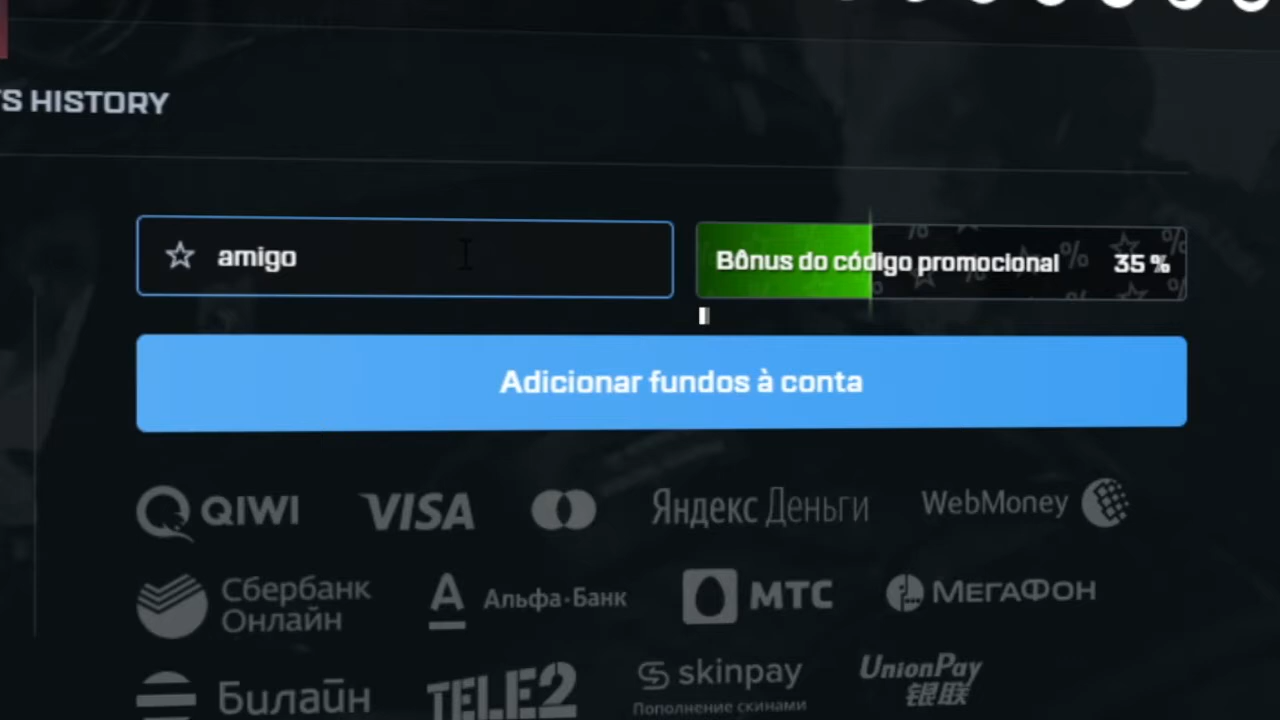 TS HISTORY
amigo
Bônus do código promocional 35 %
Adicionar fundos à conta
QIWI VISA Яндекс Деньги WebMoney
Сбербанк Онлайн Альфа·Банк МТС МЕГАФОН
Билайн TELE2 skinpay Пополнение скинами UnionPay 银联